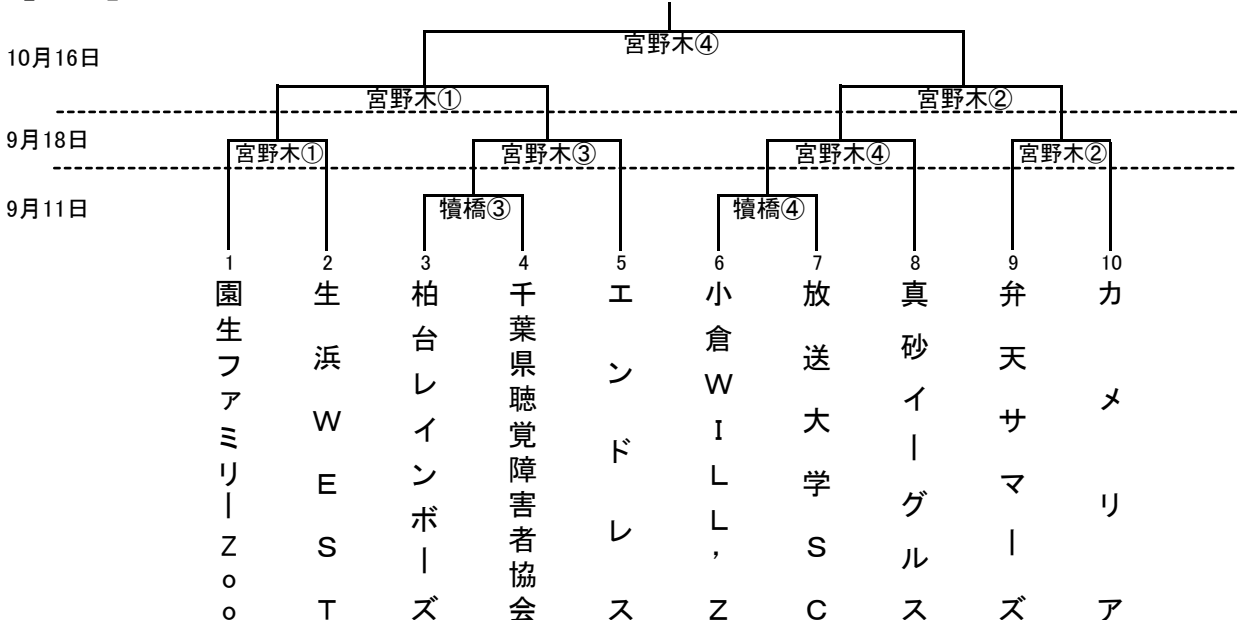 宮野木④
10月16日
宮野木①
宮野木②
9月18日
宮野木①
宮野木③
宮野木④
宮野木②
9月11日
犢橋③
犢橋④
1
2
3
4
5
6
7
8
9
10
園生ファミリーZoo
生浜WEST
柏台レインボーズ
千葉県聴覚障害者協会
エンドレス
小倉WILL’Z
放送大学SC
真砂イーグルス
弁天サマーズ
カメリア